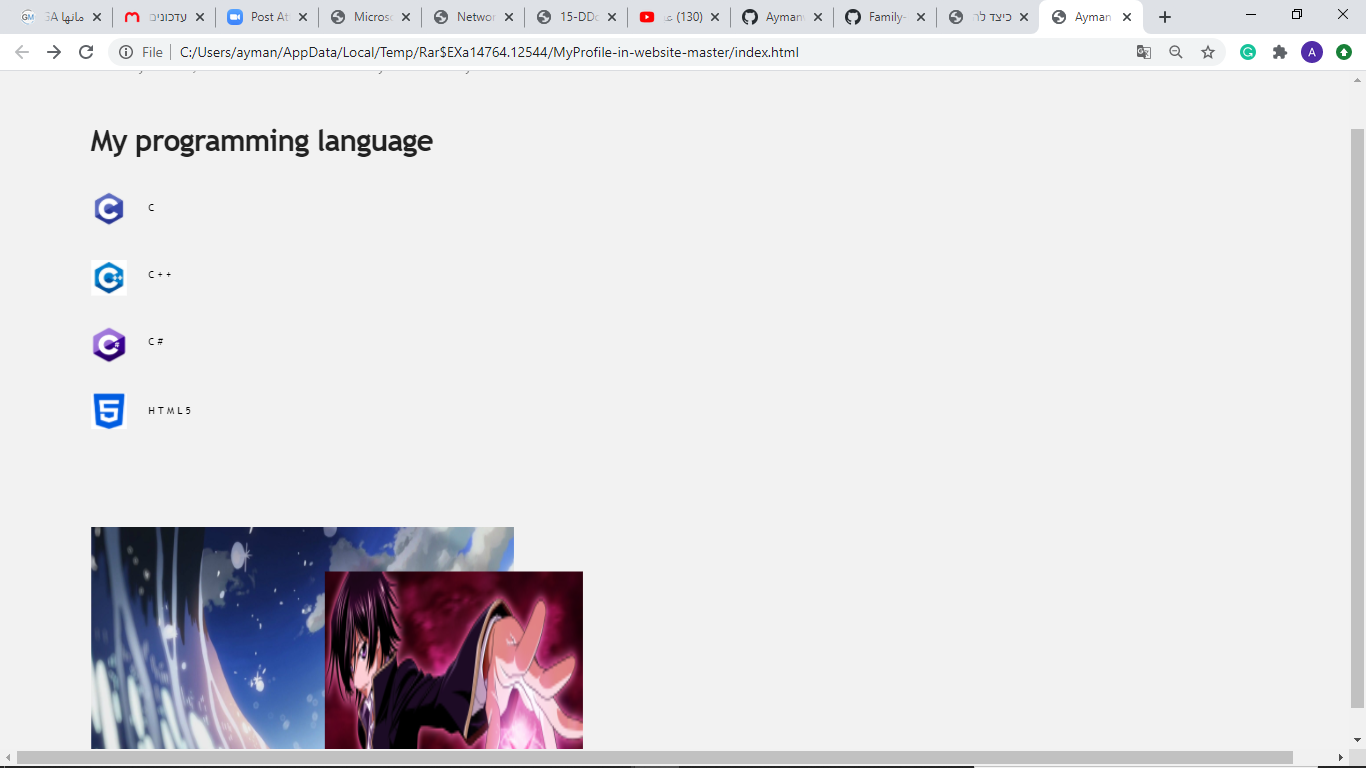 GM
مانها GA
עדכונים
Post At
Micros
Networ
15-DD
(130)
Ayman
Family-
כיצד לה
Ayman
File
C:/Users/ayman/AppData/Local/Temp/Rar$EXa14764.12544/MyProfile-in-website-master/index.html
A
G
My programming language
C
C++
C#
HTML5